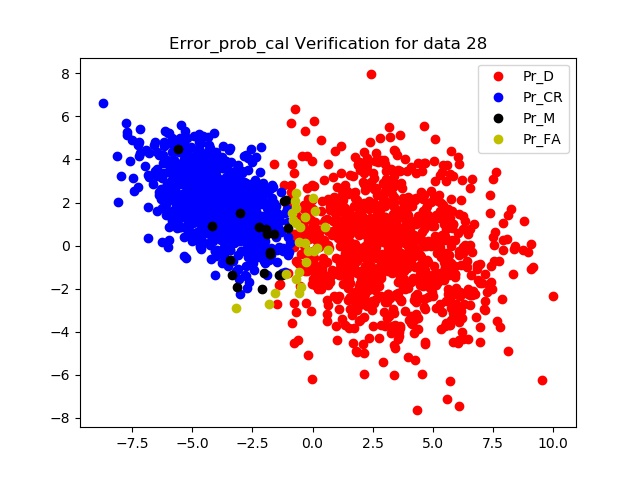 Error_prob_cal Verification for data 28
Pr_D
Pr_CR
Pr_M
Pr_FA
8
6
4
2
0
−2
−4
−6
−8
−7.5 −5.0 −2.5 0.0 2.5 5.0 7.5 10.0